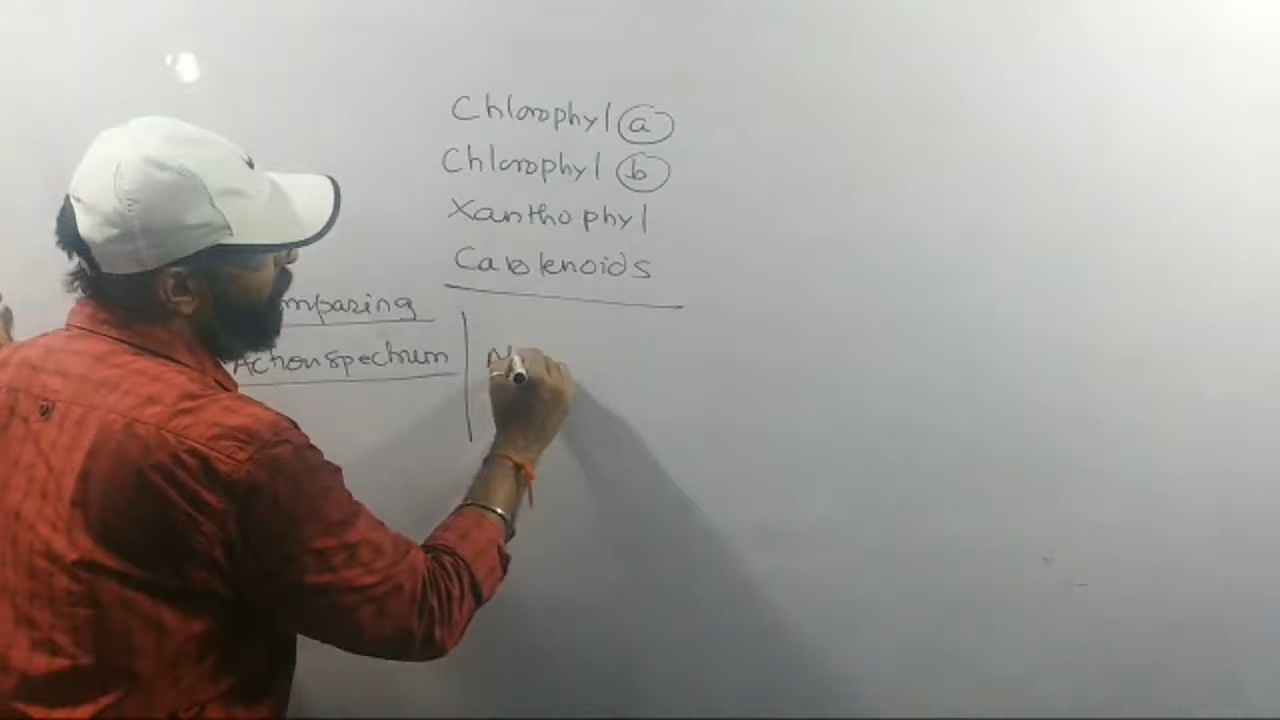 Chlorophyl a
Chlorophyl b
Xanthophyl
Carotenoids
mparing
Action spectrum